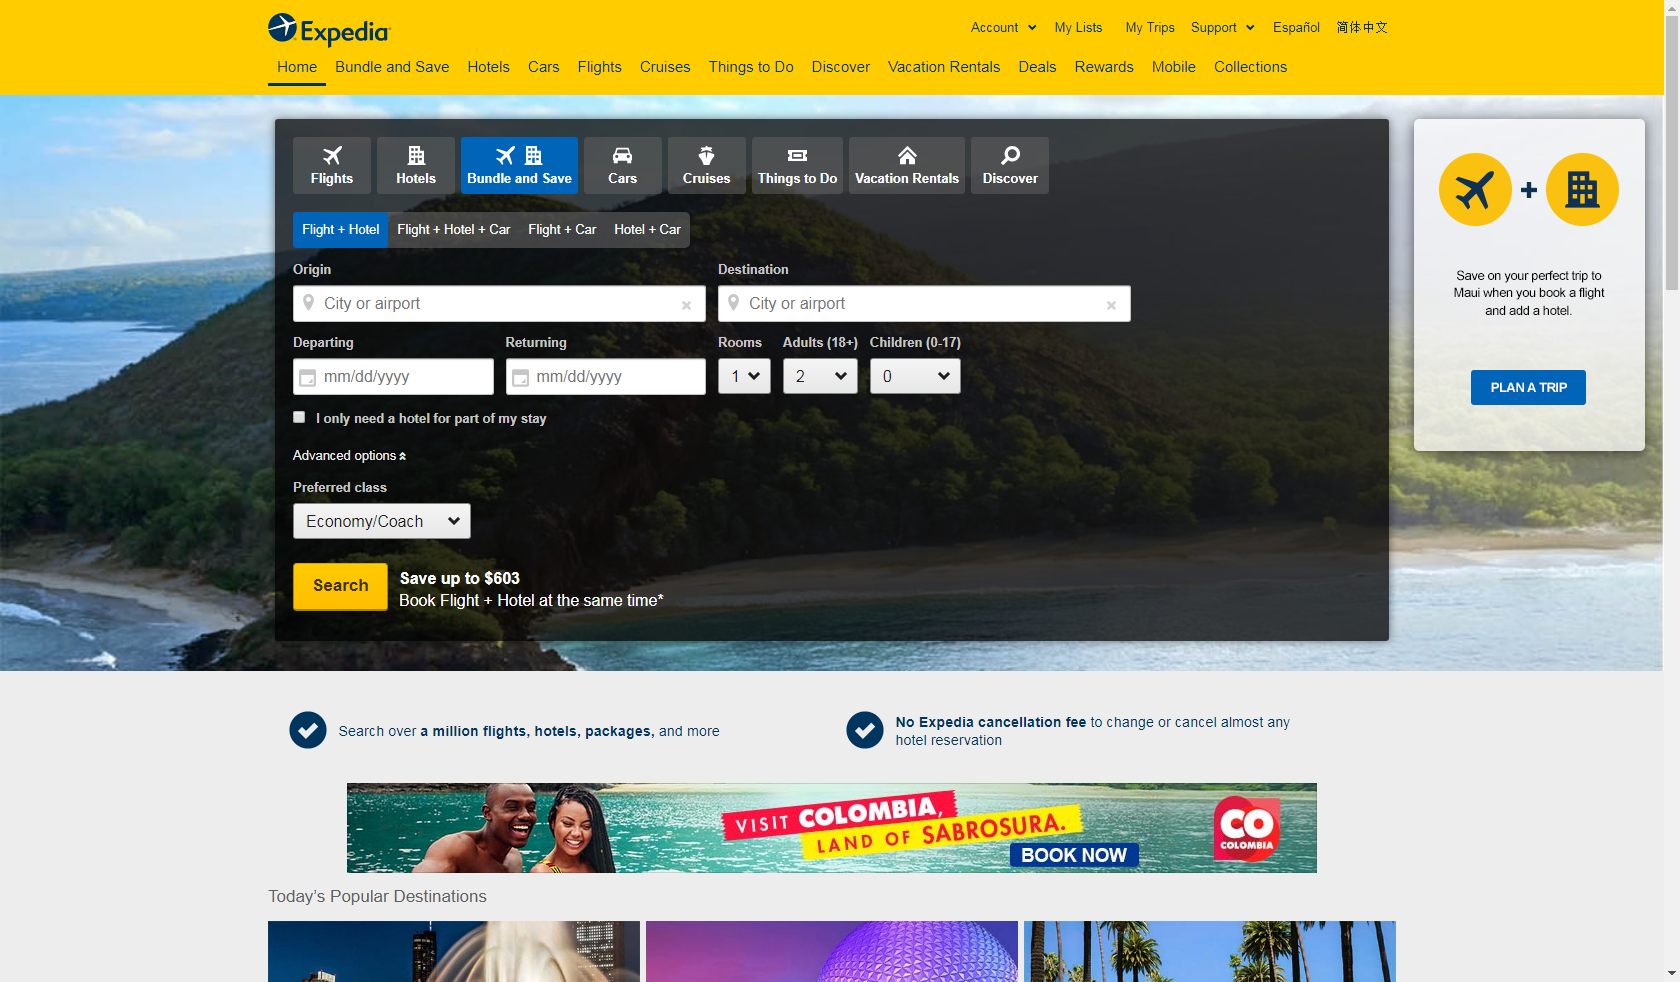 Expedia
Account
My Lists
My Trips
Support
Español
简体中文
Home
Bundle and Save
Hotels
Cars
Flights
Cruises
Things to Do
Discover
Vacation Rentals
Deals
Rewards
Mobile
Collections
Flights
Hotels
Bundle and Save
Cars
Cruises
Things to Do
Vacation Rentals
Discover
Flight + Hotel
Flight + Hotel + Car
Flight + Car
Hotel + Car
Origin
Destination
City or airport
City or airport
Departing
Returning
Rooms
Adults (18+)
Children (0-17)
mm/dd/yyyy
mm/dd/yyyy
1
2
0
I only need a hotel for part of my stay
Advanced options
Preferred class
Economy/Coach
Search
Save up to $603
Book Flight + Hotel at the same time*
+
Save on your perfect trip to
Maui when you book a flight
and add a hotel.
PLAN A TRIP
Search over a million flights, hotels, packages, and more
No Expedia cancellation fee to change or cancel almost any
hotel reservation
VISIT COLOMBIA,
LAND OF SABROSURA.
BOOK NOW
CO
COLOMBIA
Today’s Popular Destinations